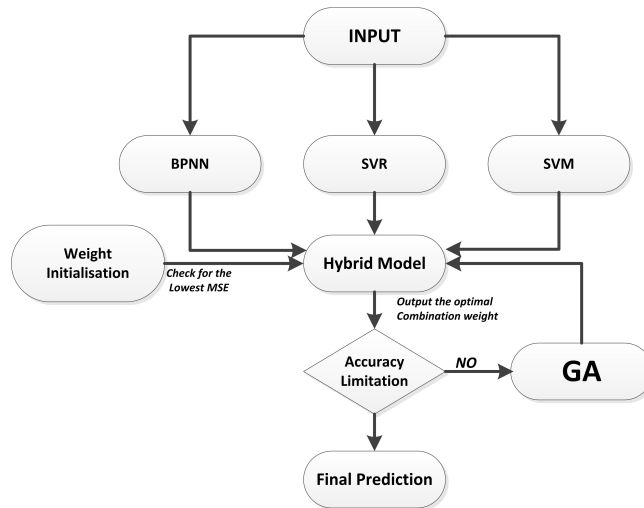 INPUT
BPNN
SVR
SVM
Weight
Initialisation
Check for the
Lowest MSE
Hybrid Model
Output the optimal
Combination weight
Accuracy
Limitation
NO
GA
Final Prediction